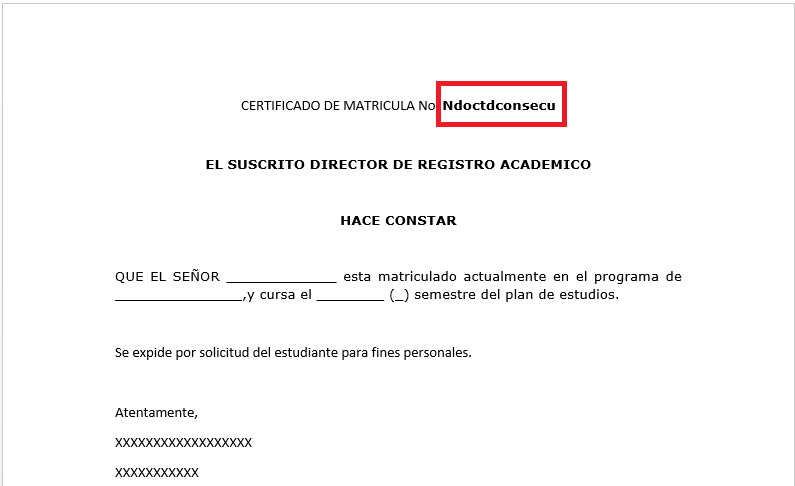 CERTIFICADO DE MATRICULA No Ndoctdconsecu
EL SUSCRITO DIRECTOR DE REGISTRO ACADEMICO
HACE CONSTAR
QUE EL SEÑOR ______________ esta matriculado actualmente en el programa de
________________,y cursa el _________ (_) semestre del plan de estudios.
Se expide por solicitud del estudiante para fines personales.
Atentamente,
XXXXXXXXXXXXXXXXXX
XXXXXXXXXXX